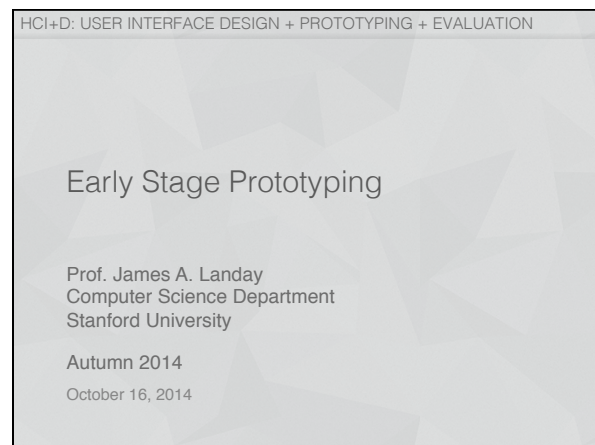 HCI+D: USER INTERFACE DESIGN + PROTOTYPING + EVALUATION
Early Stage Prototyping
Prof. James A. Landay
Computer Science Department
Stanford University
Autumn 2014
October 16, 2014